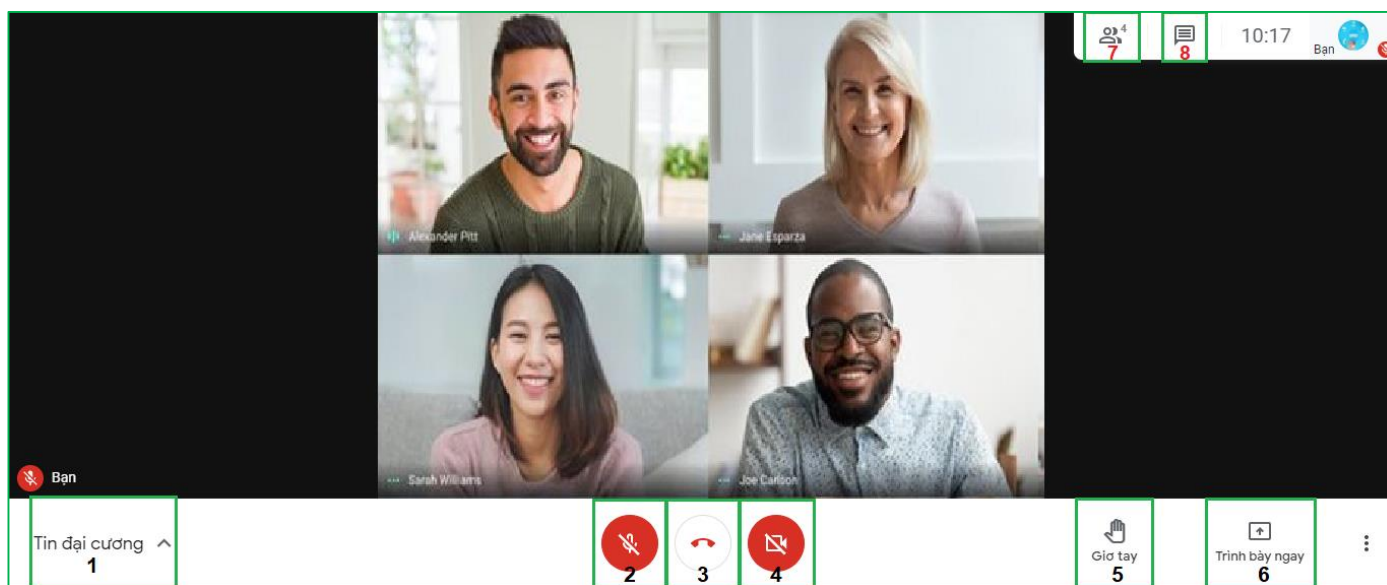 4
7
8
10:17
Bạn
Alexander Pitt
Jane Esparza
Sarah Williams
Joe Carlson
Bạn
Tin đại cương
1
2
3
4
Giơ tay
5
Trình bày ngay
6